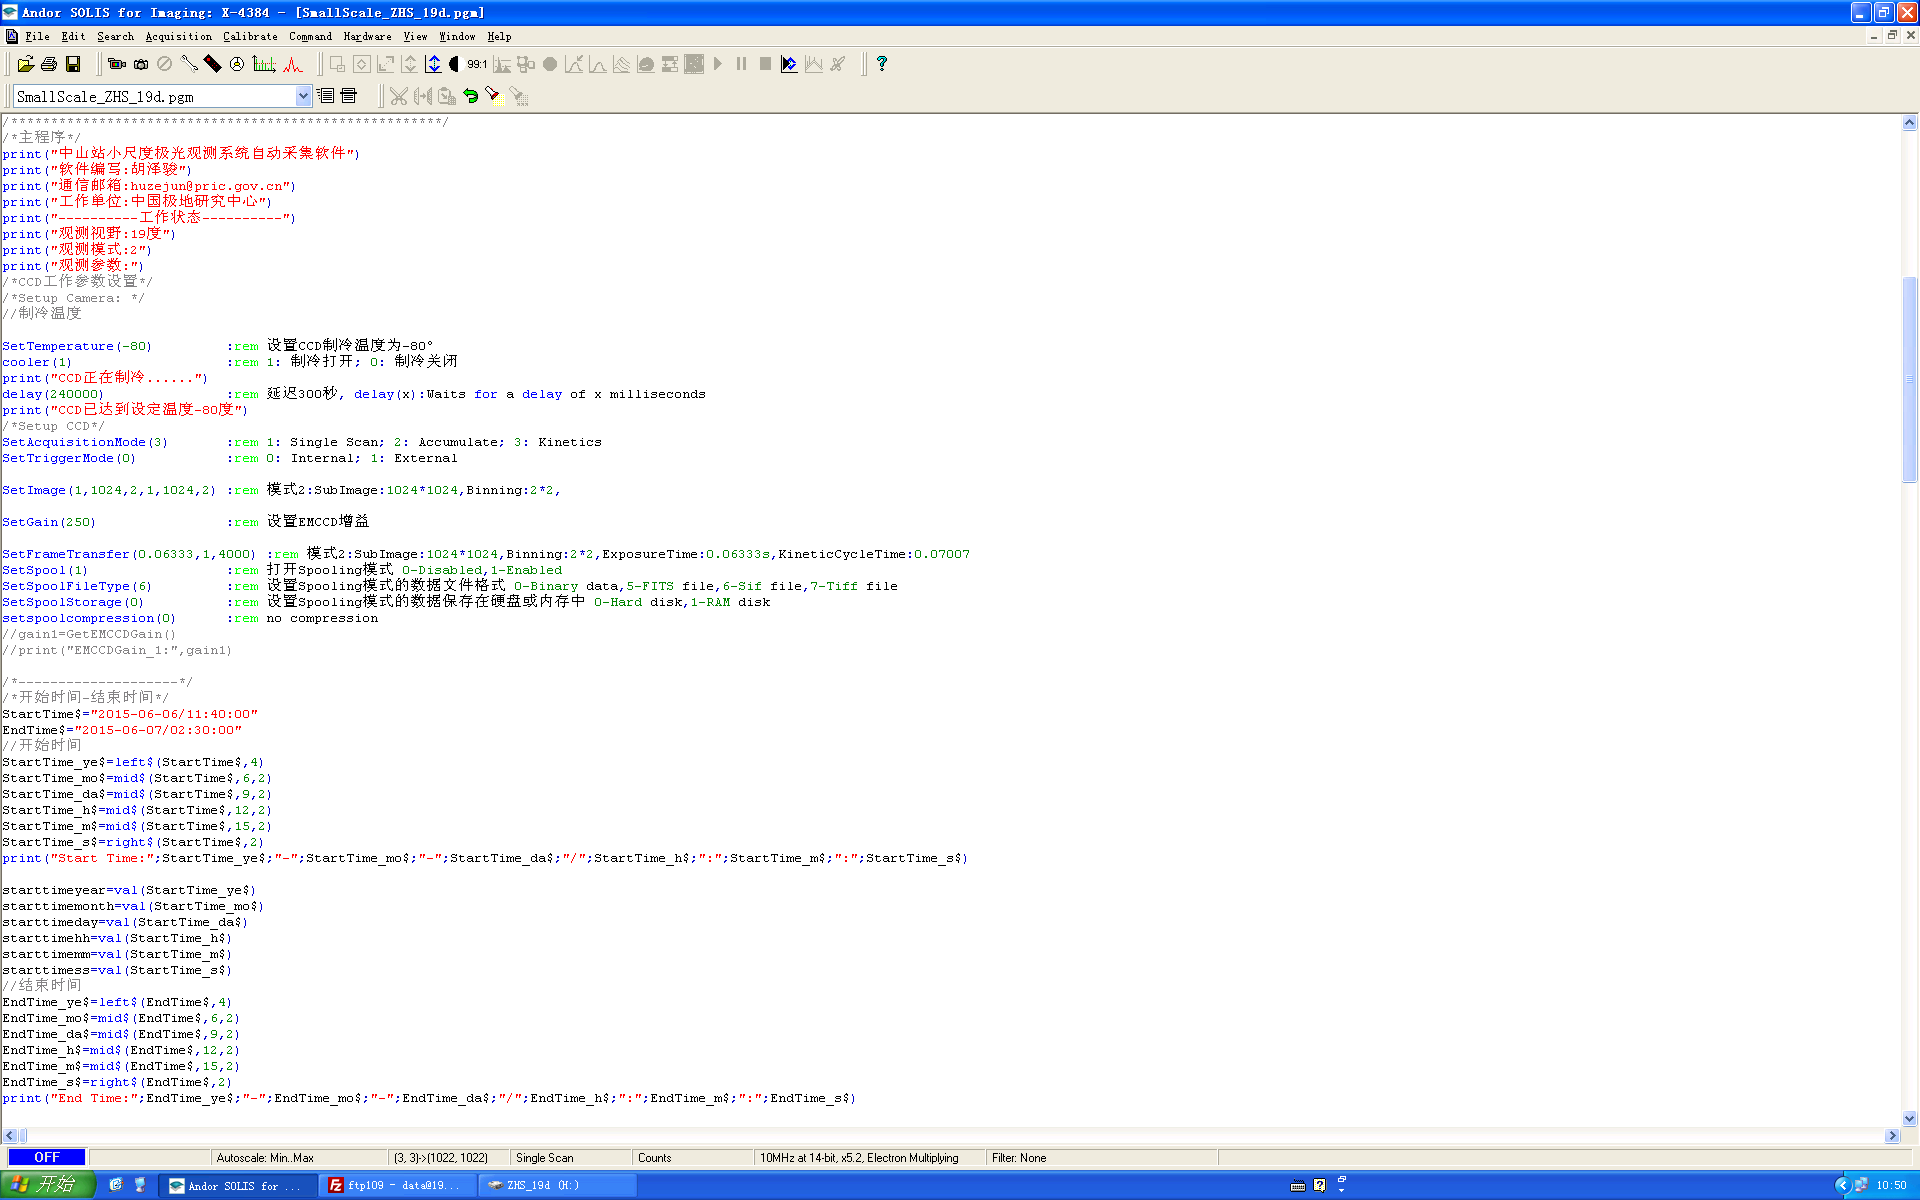 Andor SOLIS for Imaging: X-4384 - [SmallScale_ZHS_19d.pgm]
File Edit Search Acquisition Calibrate Command Hardware View Window Help
99:1
SmallScale_ZHS_19d.pgm
/******************************************************/
/*主程序*/
print("中山站小尺度极光观测系统自动采集软件")
print("软件编写:胡泽骏")
print("通信邮箱:huzejun@pric.gov.cn")
print("工作单位:中国极地研究中心")
print("----------工作状态----------")
print("观测视野:19度")
print("观测模式:2")
print("观测参数:")
/*CCD工作参数设置*/
/*Setup Camera: */
//制冷温度
SetTemperature(-80) :rem 设置CCD制冷温度为-80°
cooler(1) :rem 1: 制冷打开; 0: 制冷关闭
print("CCD正在制冷......")
delay(240000) :rem 延迟300秒, delay(x):Waits for a delay of x milliseconds
print("CCD已达到设定温度-80度")
/*Setup CCD*/
SetAcquisitionMode(3) :rem 1: Single Scan; 2: Accumulate; 3: Kinetics
SetTriggerMode(0) :rem 0: Internal; 1: External
SetImage(1,1024,2,1,1024,2) :rem 模式2:SubImage:1024*1024,Binning:2*2,
SetGain(250) :rem 设置EMCCD增益
SetFrameTransfer(0.06333,1,4000) :rem 模式2:SubImage:1024*1024,Binning:2*2,ExposureTime:0.06333s,KineticCycleTime:0.07007
SetSpool(1) :rem 打开Spooling模式 0-Disabled,1-Enabled
SetSpoolFileType(6) :rem 设置Spooling模式的数据文件格式 0-Binary data,5-FITS file,6-Sif file,7-Tiff file
SetSpoolStorage(0) :rem 设置Spooling模式的数据保存在硬盘或内存中 0-Hard disk,1-RAM disk
setspoolcompression(0) :rem no compression
//gain1=GetEMCCDGain()
//print("EMCCDGain_1:",gain1)
/*--------------------*/
/*开始时间-结束时间*/
StartTime$="2015-06-06/11:40:00"
EndTime$="2015-06-07/02:30:00"
//开始时间
StartTime_ye$=left$(StartTime$,4)
StartTime_mo$=mid$(StartTime$,6,2)
StartTime_da$=mid$(StartTime$,9,2)
StartTime_h$=mid$(StartTime$,12,2)
StartTime_m$=mid$(StartTime$,15,2)
StartTime_s$=right$(StartTime$,2)
print("Start Time:";StartTime_ye$;"-";StartTime_mo$;"-";StartTime_da$;"/";StartTime_h$;":";StartTime_m$;":";StartTime_s$)
starttimeyear=val(StartTime_ye$)
starttimemonth=val(StartTime_mo$)
starttimeday=val(StartTime_da$)
starttimehh=val(StartTime_h$)
starttimemm=val(StartTime_m$)
starttimess=val(StartTime_s$)
//结束时间
EndTime_ye$=left$(EndTime$,4)
EndTime_mo$=mid$(EndTime$,6,2)
EndTime_da$=mid$(EndTime$,9,2)
EndTime_h$=mid$(EndTime$,12,2)
EndTime_m$=mid$(EndTime$,15,2)
EndTime_s$=right$(EndTime$,2)
print("End Time:";EndTime_ye$;"-";EndTime_mo$;"-";EndTime_da$;"/";EndTime_h$;":";EndTime_m$;":";EndTime_s$)
OFF Autoscale: Min..Max (3, 3)->(1022, 1022) Single Scan Counts 10MHz at 14-bit, x5.2, Electron Multiplying Filter: None
开始 Andor SOLIS for ... ftp109 - data@19... ZHS_19d (H:) 10:50